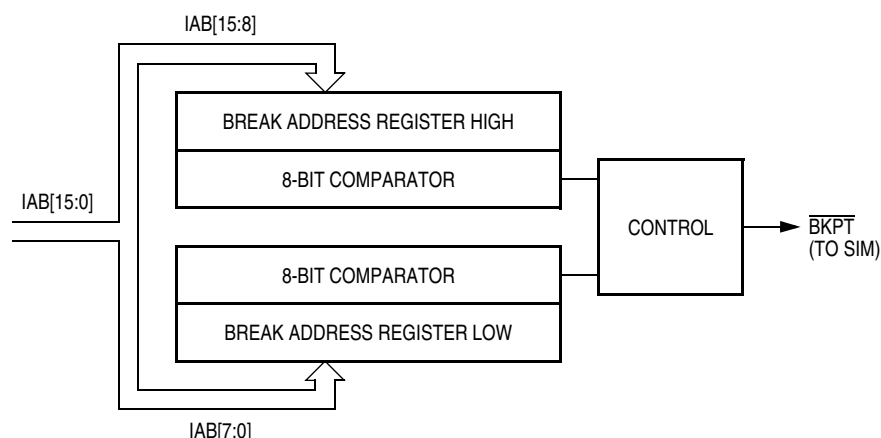 IAB[15:8]
BREAK ADDRESS REGISTER HIGH
8-BIT COMPARATOR
IAB[15:0]
CONTROL
BKPT
(TO SIM)
8-BIT COMPARATOR
BREAK ADDRESS REGISTER LOW
IAB[7:0]